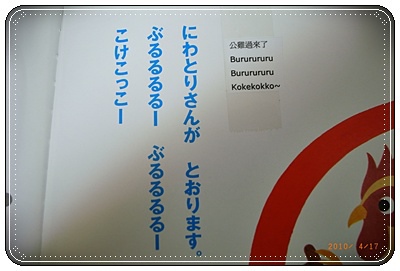 にわとりさんが　とおります。
ぶるるるるー　ぶるるるるー
こけこっこー
公雞過來了
Bururururu
Bururururu
Kokekokko~
2010/ 4/17